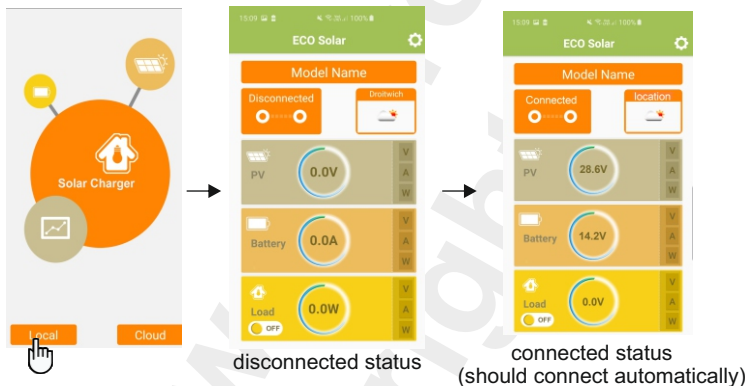 Solar Charger
Local
Cloud
15:09 100%
ECO Solar
Model Name
Disconnected
Droitwich
PV
0.0V
V
A
W
Battery
0.0A
V
A
W
Load
OFF
0.0W
V
A
W
disconnected status
15:09 100%
ECO Solar
Model Name
Connected
location
PV
28.6V
V
A
W
Battery
14.2V
V
A
W
Load
OFF
0.0V
V
A
W
connected status
(should connect automatically)